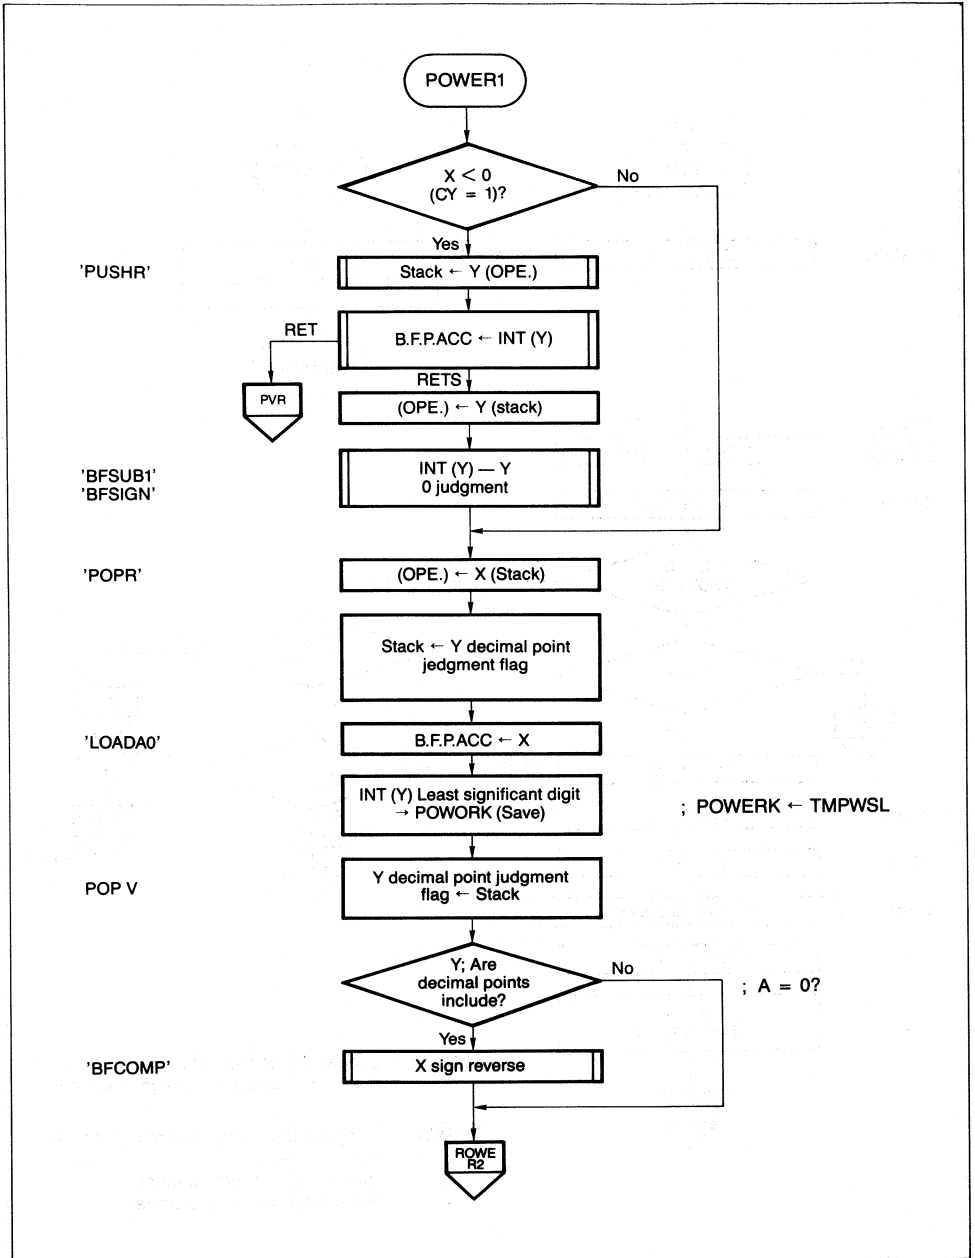 POWER1
X < 0
(CY = 1)?
No
Yes
'PUSHR'
Stack ← Y (OPE.)
RET
B.F.P.ACC ← INT (Y)
RETS
PVR
(OPE.) ← Y (stack)
'BFSUB1'
'BFSIGN'
INT (Y) — Y
0 judgment
'POPR'
(OPE.) ← X (Stack)
Stack ← Y decimal point
jedgment flag
'LOADA0'
B.F.P.ACC ← X
INT (Y) Least significant digit
→ POWORK (Save)
; POWERK ← TMPWSL
POP V
Y decimal point judgment
flag ← Stack
Y; Are
decimal points
include?
No
; A = 0?
Yes
'BFCOMP'
X sign reverse
ROWE
R2